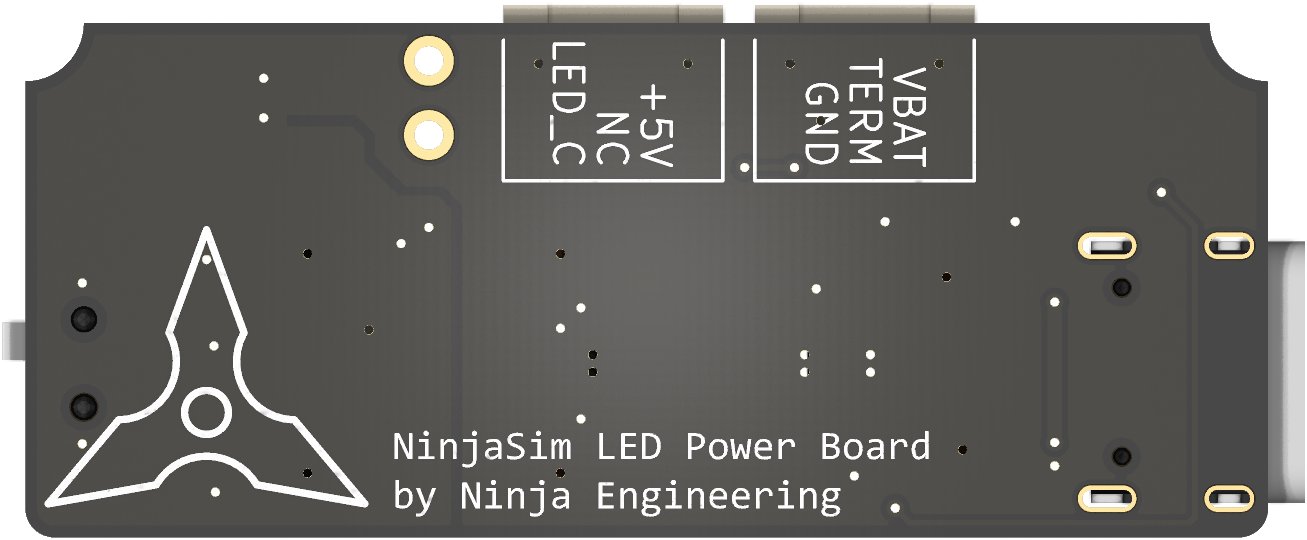 LED_C
NC
+5V
GND
TERM
VBAT
NinjaSim LED Power Board
by Ninja Engineering